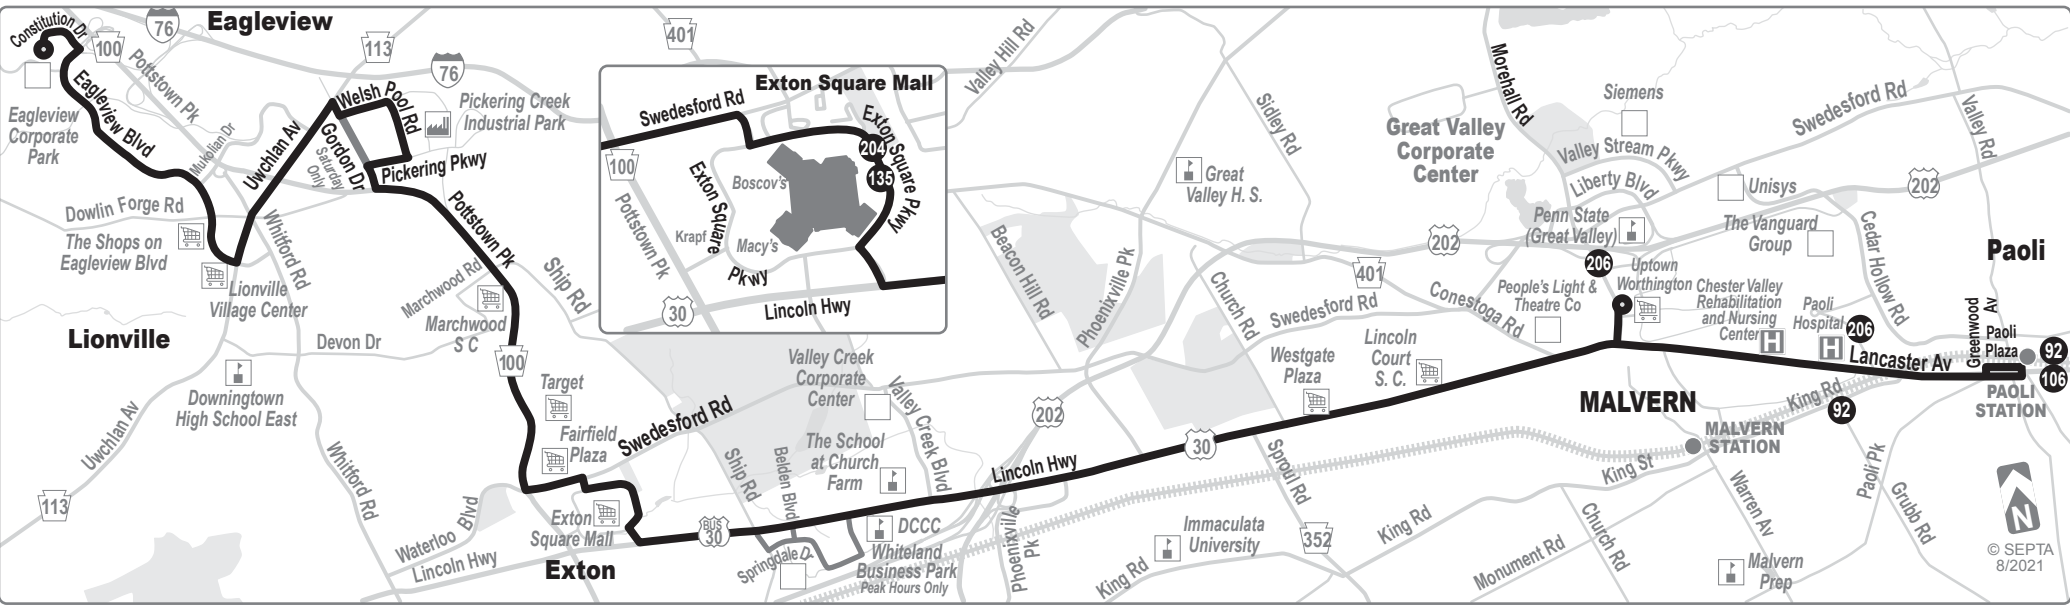 Eagleview
Constitution Dr
100
76
Pottstown Pk
113
76
401
Eagleview
Corporate
Park
Eagleview Blvd
Mukolian Dr
Uwchlan Av
Welsh Pool Rd
Gordon Dr
Saturday
Only
Pickering Creek
Industrial Park
Pickering Pkwy
Pottstown Pk
Dowlin Forge Rd
The Shops on
Eagleview Blvd
Whitford Rd
Lionville
Village Center
Lionville
Marchwood Rd
Marchwood
S C
Ship Rd
Devon Dr
100
Downingtown
High School East
Uwchlan Av
113
Whitford Rd
Target
Fairfield
Plaza
Swedesford Rd
Waterloo Blvd
Lincoln Hwy
Exton
Square Mall
Exton
Exton Square Mall
Swedesford Rd
100
Pottstown Pk
Exton Square
Pkwy
Boscov's
Macy's
Krapf
204
135
Exton Square Pkwy
30
Lincoln Hwy
Valley Hill Rd
Sidley Rd
Great
Valley H. S.
Beacon Hill Rd
Phoenixville Pk
Church Rd
Valley Creek
Corporate
Center
Valley Creek Blvd
The School
at Church
Farm
Ship Rd
Belden Blvd
BUS
30
Springdale D.
DCCC
Whiteland
Business Park
Peak Hours Only
Lincoln Hwy
202
30
Phoenixville
Pk
King Rd
Immaculata
University
Sproul Rd
352
King Rd
Monument Rd
Church Rd
King St
Westgate
Plaza
Lincoln
Court
S. C.
Swedesford Rd
401
202
Conestoga Rd
Morehall Rd
Great Valley
Corporate
Center
Siemens
Valley Stream Pkwy
Liberty Blvd
Swedesford Rd
Valley Rd
Unisys
202
Penn State
(Great Valley)
The Vanguard
Group
Cedar Hollow Rd
206
Uptown
Worthington
People's Light &
Theatre Co
Chester Valley
Rehabilitation
and Nursing
Center
H
Paoli
Hospital
H
206
Lancaster Av
Greenwood
Av
Paoli
Paoli
Plaza
92
106
PAOLI
STATION
MALVERN
King Rd
92
MALVERN
STATION
Warren Av
Paoli Pk
Grubb Rd
Malvern
Prep
N
© SEPTA
8/2021